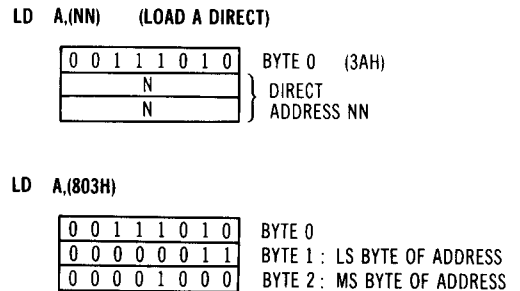 LD A,(NN) (LOAD A DIRECT)
0 0 1 1 1 0 1 0 BYTE 0 (3AH)
N DIRECT
N ADDRESS NN
LD A,(803H)
0 0 1 1 1 0 1 0 BYTE 0
0 0 0 0 0 0 1 1 BYTE 1 : LS BYTE OF ADDRESS
0 0 0 0 1 0 0 0 BYTE 2 : MS BYTE OF ADDRESS